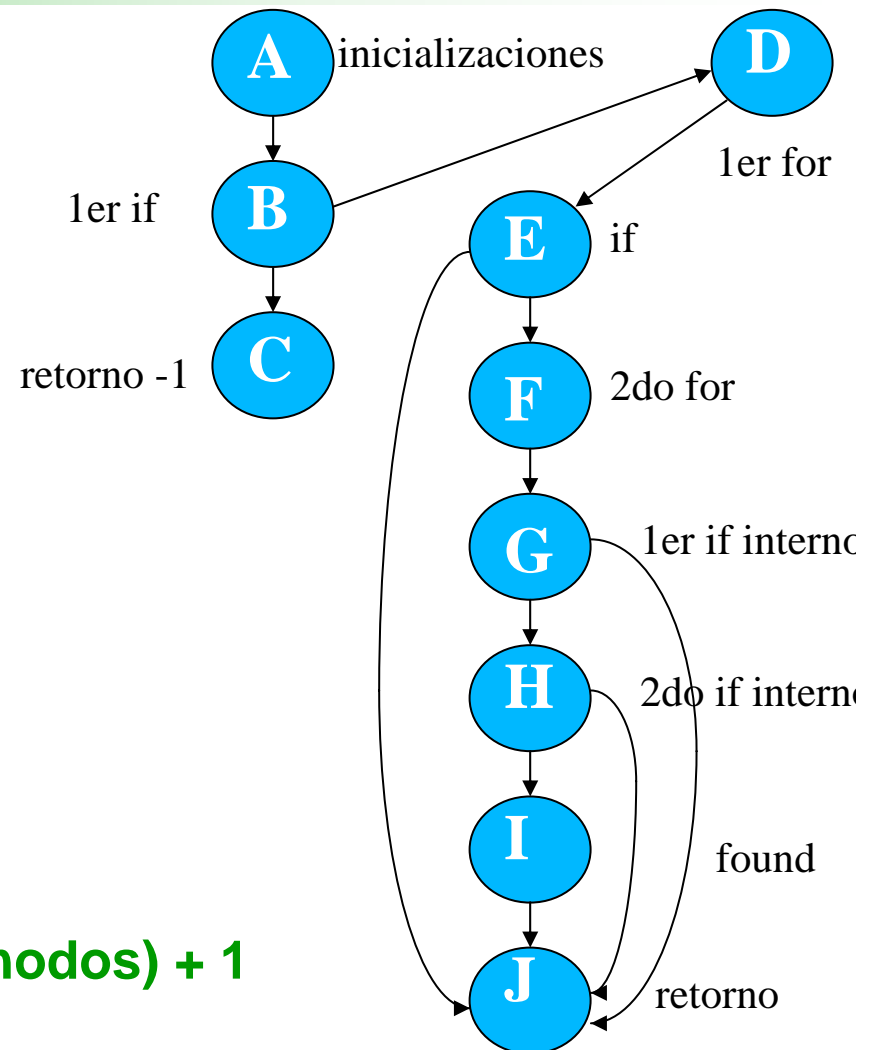 A inicializaciones
D
1er for
1er if
B
E if
retorno -1
C
F 2do for
G 1er if interno
H 2do if intern
I
found
nodos) + 1
J
retorno